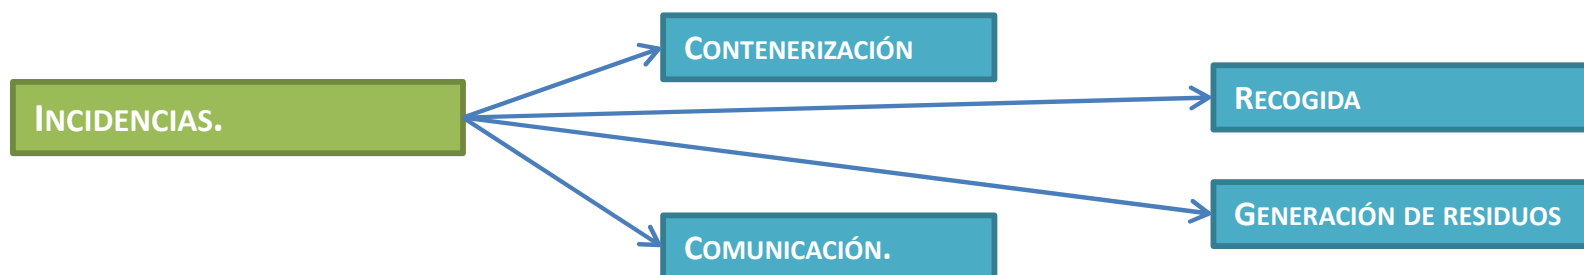 INCIDENCIAS.
CONTENERIZACIÓN
RECOGIDA
GENERACIÓN DE RESIDUOS
COMUNICACIÓN.